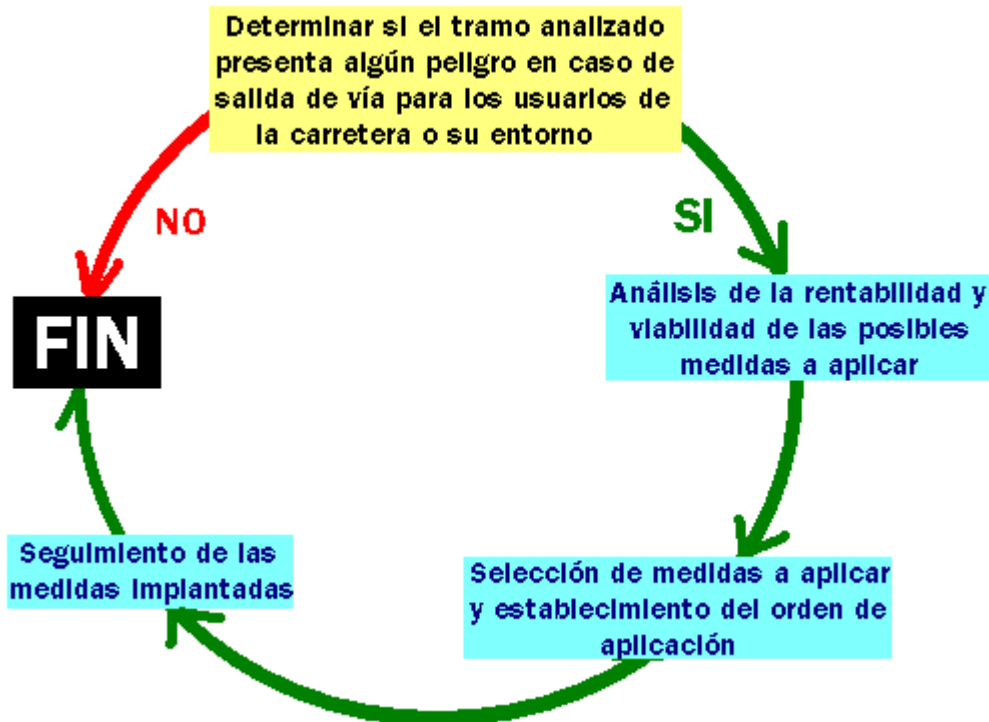 Determinar si el tramo analizado
presenta algún peligro en caso de
salida de vía para los usuarios de
la carretera o su entorno
NO
SI
FIN
Análisis de la rentabilidad y
viabilidad de las posibles
medidas a aplicar
Seguimiento de las
medidas implantadas
Selección de medidas a aplicar
y establecimiento del orden de
aplicación